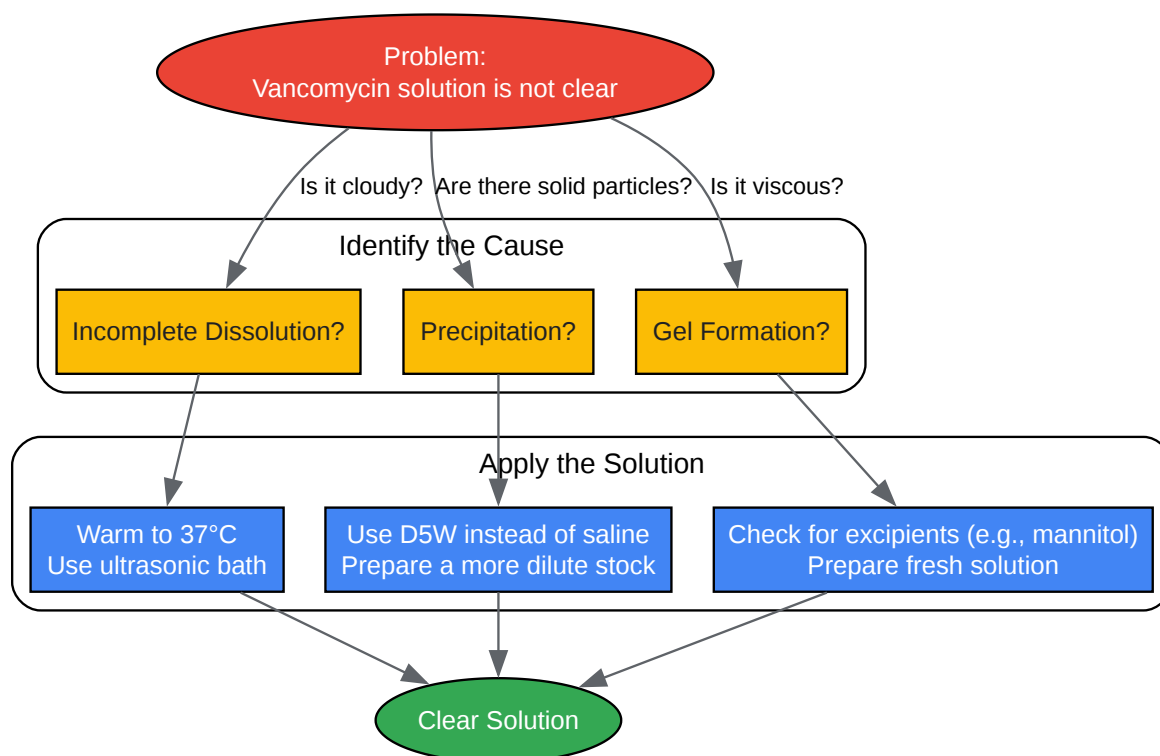 Problem:
Vancomycin solution is not clear
Is it cloudy?
Are there solid particles?
Is it viscous?
Identify the Cause
Incomplete Dissolution?
Precipitation?
Gel Formation?
Apply the Solution
Warm to 37°C
Use ultrasonic bath
Use D5W instead of saline
Prepare a more dilute stock
Check for excipients (e.g., mannitol)
Prepare fresh solution
Clear Solution